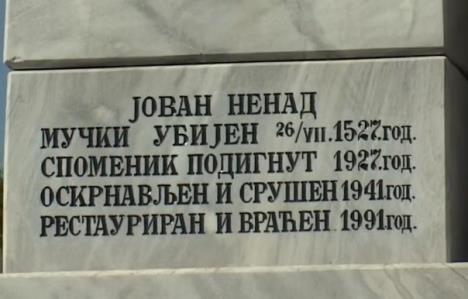 ЈОВАН НЕНАД
МУЧКИ УБИЈЕН 26/VII.1527.ГОД.
СПОМЕНИК ПОДИГНУТ 1927.ГОД.
ОСКРНАВЉЕН И СРУШЕН 1941.ГОД.
РЕСТАУРИРАН И ВРАЋЕН 1991.ГОД.